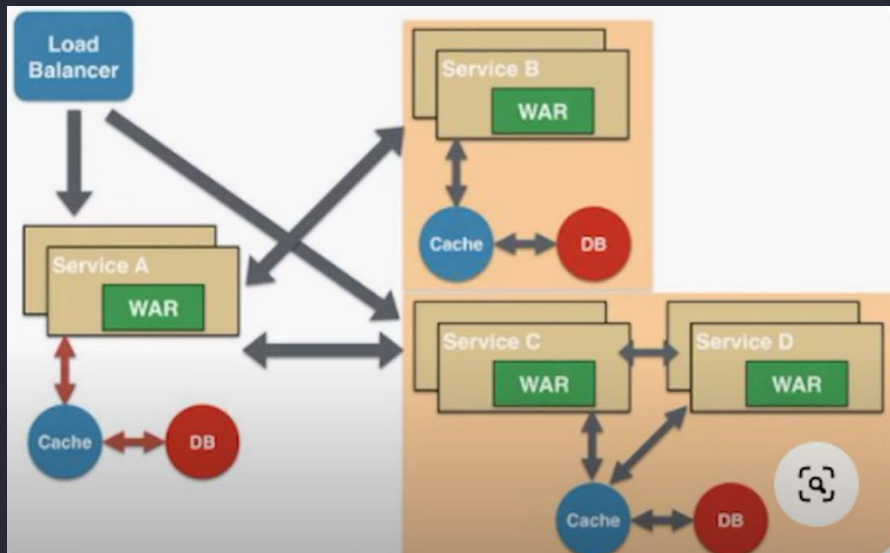 Load
Balancer
Service B
WAR
Cache
DB
Service A
WAR
Cache
DB
Service C
WAR
Service D
WAR
Cache
DB